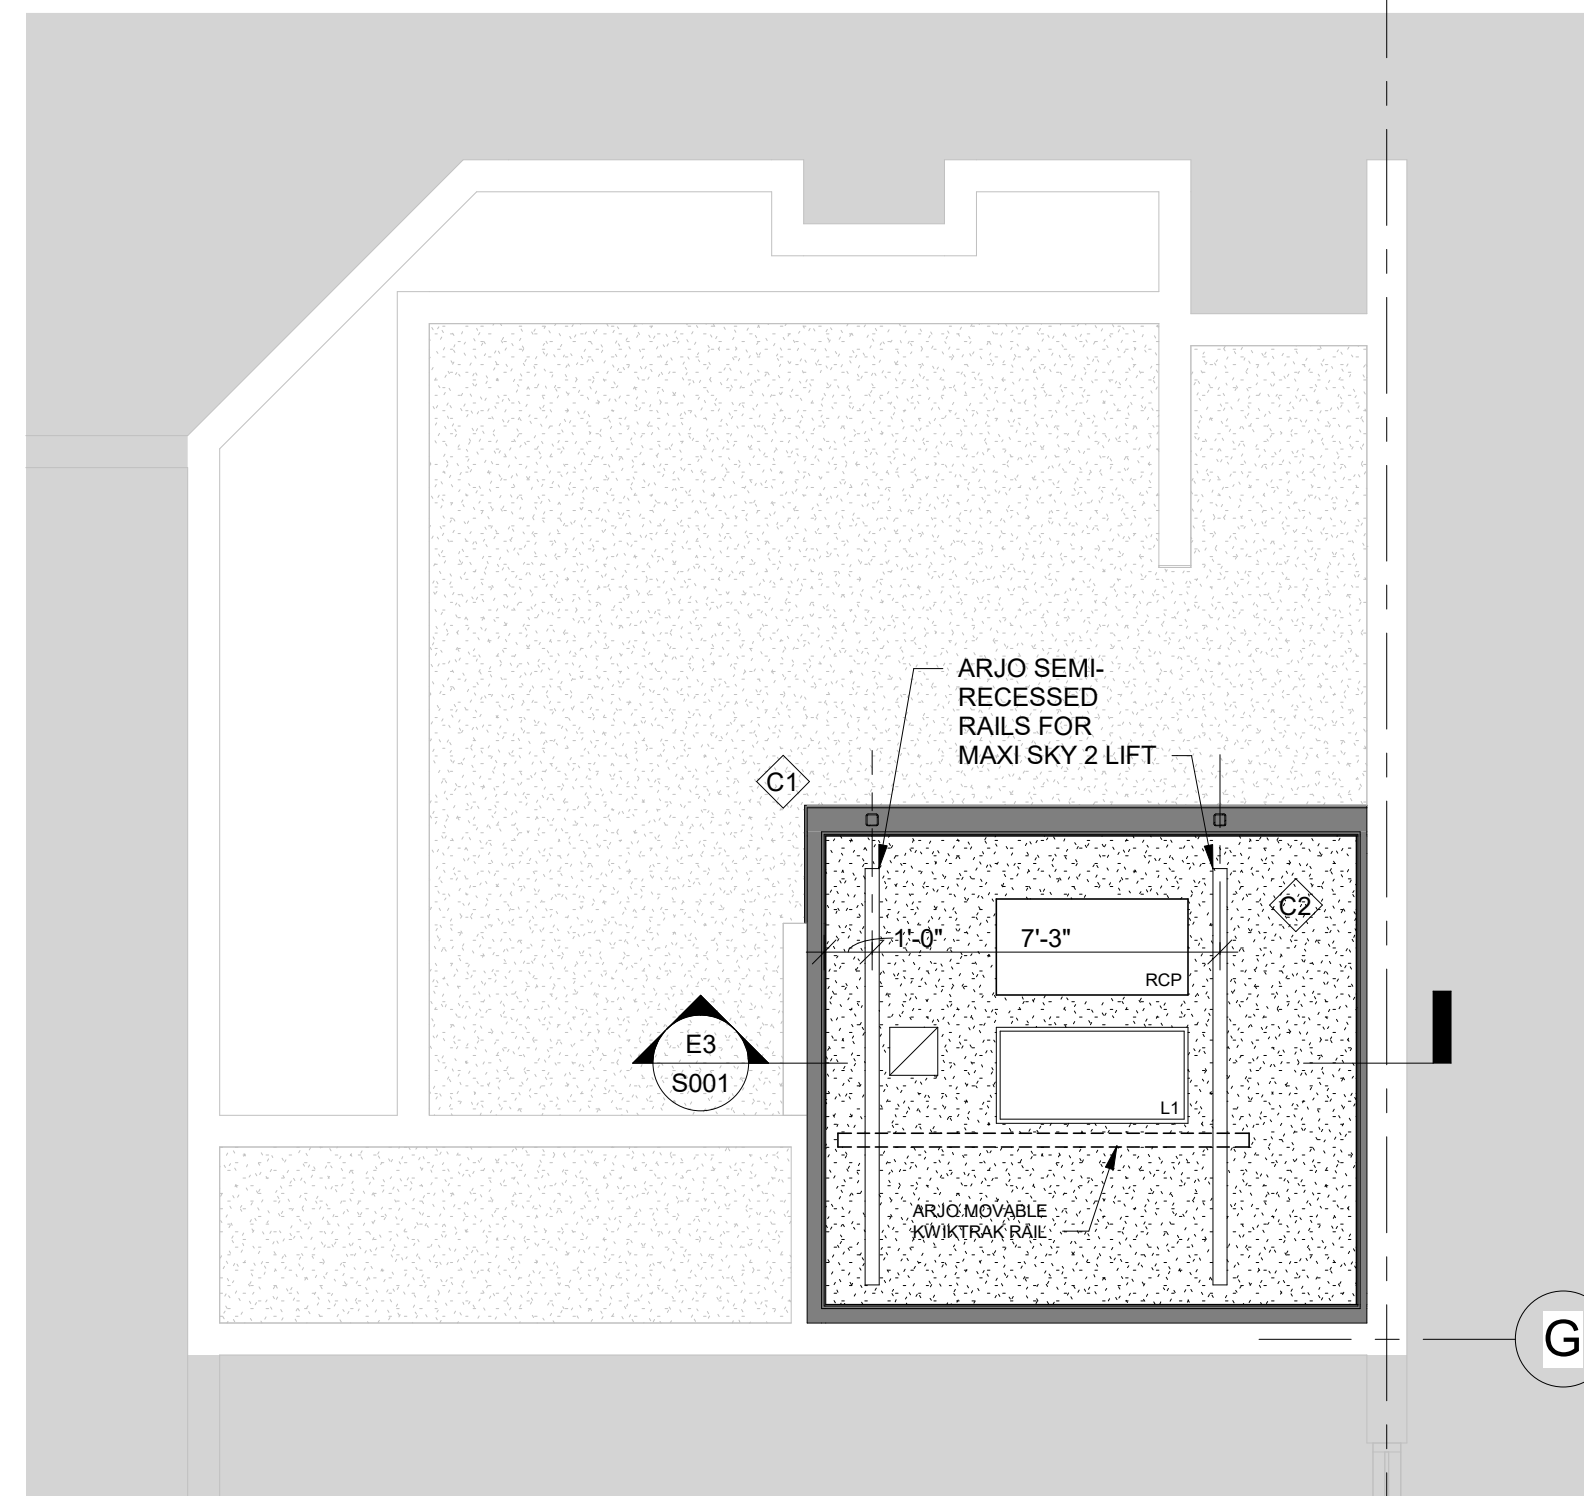 ARJO SEMI-
RECESSED
RAILS FOR
MAXI SKY 2 LIFT
C1
C2
1'-0"
7'-3"
RCP
E3
S001
L1
ARJO MOVABLE
KWIKTRAK RAIL
G